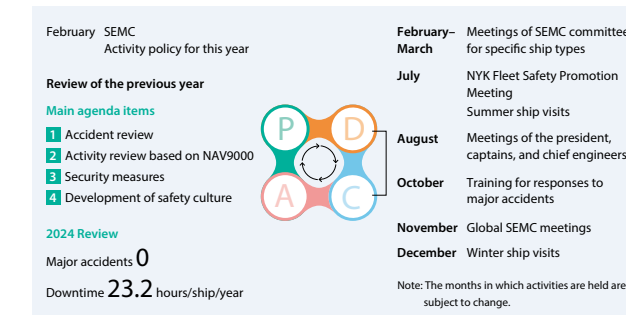 February SEMC
Activity policy for this year
Review of the previous year
Main agenda items
1 Accident review
2 Activity review based on NAV9000
3 Security measures
4 Development of safety culture
2024 Review
Major accidents 0
Downtime 23.2 hours/ship/year
P D
A C
February– Meetings of SEMC committee
March for specific ship types
July NYK Fleet Safety Promotion
Meeting
Summer ship visits
August Meetings of the president,
captains, and chief engineers
October Training for responses to
major accidents
November Global SEMC meetings
December Winter ship visits
Note: The months in which activities are held are
subject to change.